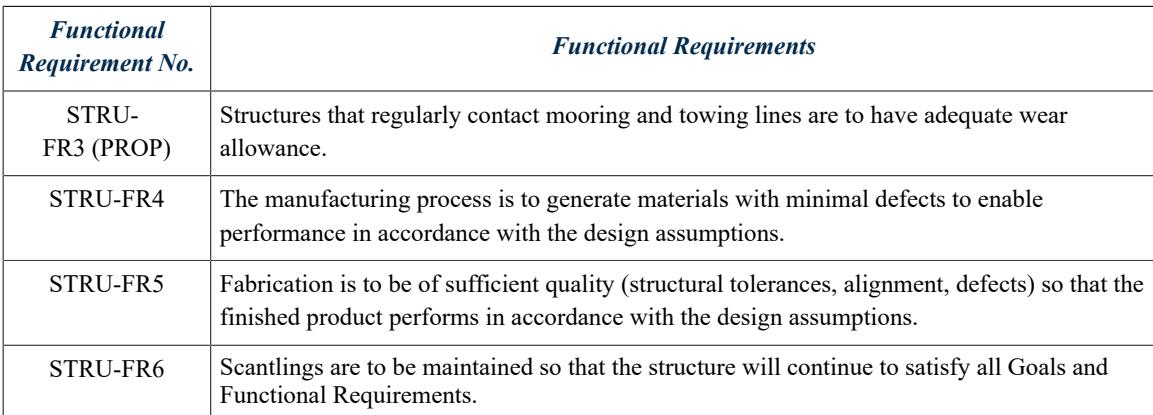 Functional
Requirement No.
Functional Requirements
STRU-
FR3 (PROP)
Structures that regularly contact mooring and towing lines are to have adequate wear
allowance.
STRU-FR4
The manufacturing process is to generate materials with minimal defects to enable
performance in accordance with the design assumptions.
STRU-FR5
Fabrication is to be of sufficient quality (structural tolerances, alignment, defects) so that the
finished product performs in accordance with the design assumptions.
STRU-FR6
Scantlings are to be maintained so that the structure will continue to satisfy all Goals and
Functional Requirements.